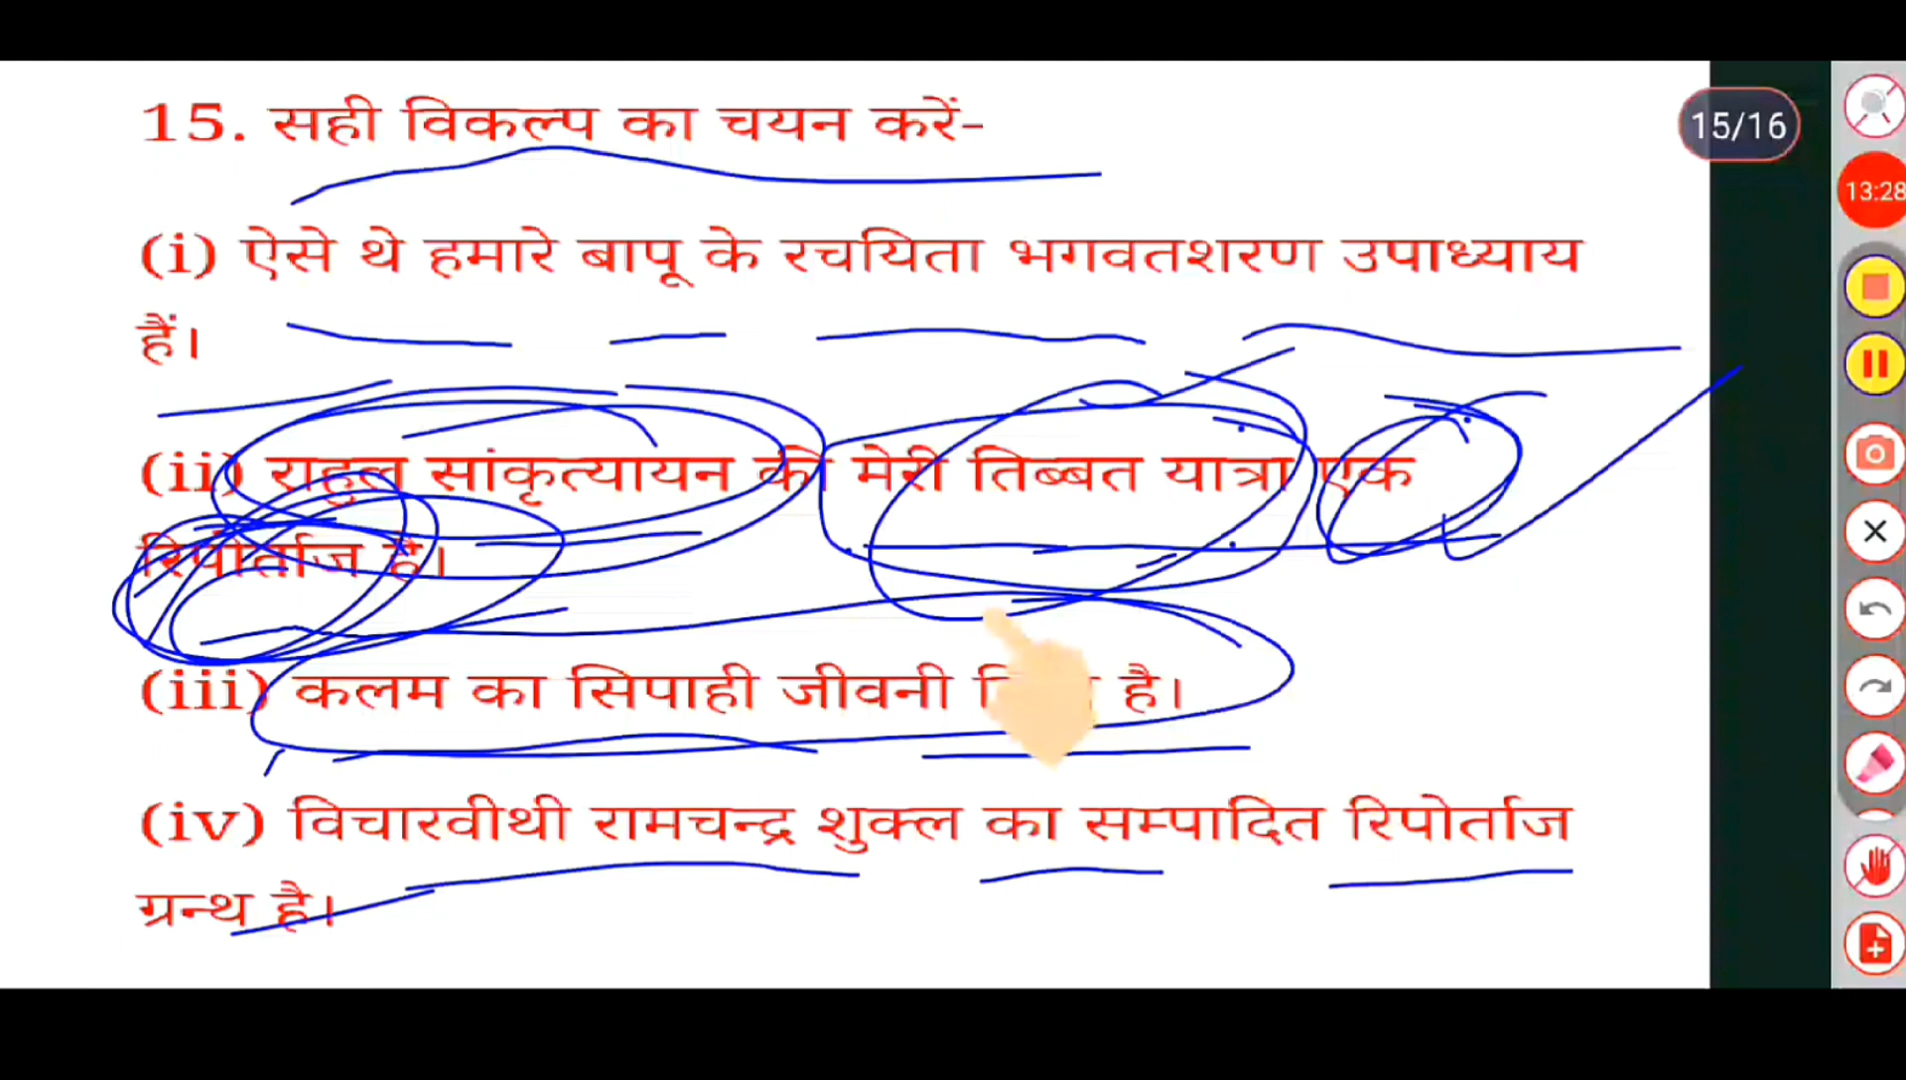 15. सही विकल्प का चयन करें-
15/16
13:28
(i) ऐसे थे हमारे बापू के रचयिता भगवतशरण उपाध्याय
हैं।
(ii) राहुल सांकृत्यायन की मेरी तिब्बत यात्रा एक
रिपोर्ताज है।
(iii) कलम का सिपाही जीवनी है।
(iv) विचारवीथी रामचन्द्र शुक्ल का सम्पादित रिपोर्ताज
ग्रन्थ है।